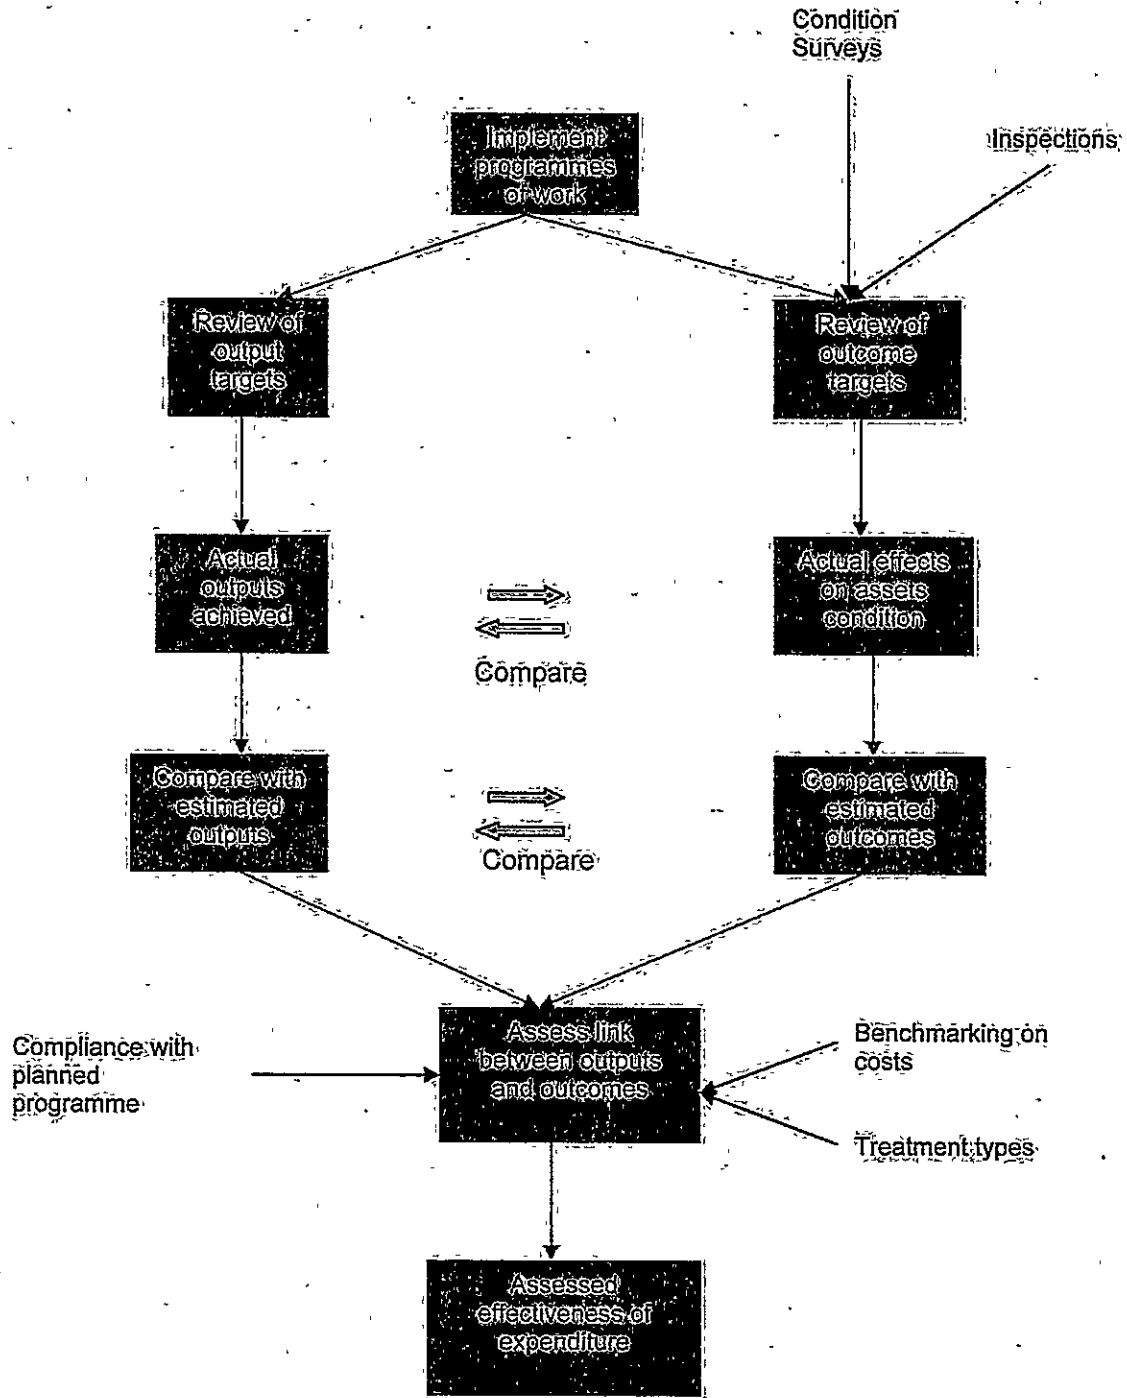 Condition
Surveys
Inspections
Implement
programmes
of work
Review of
output
targets
Review of
outcome
targets
Actual
outputs
achieved
Actual effects
on assets
condition
Compare
Compare with
estimated
outputs
Compare with
estimated
outcomes
Compare
Compliance with
planned
programme
Assess link
between outputs
and outcomes
Benchmarking on
costs
Treatment types
Assessed
effectiveness of
expenditure